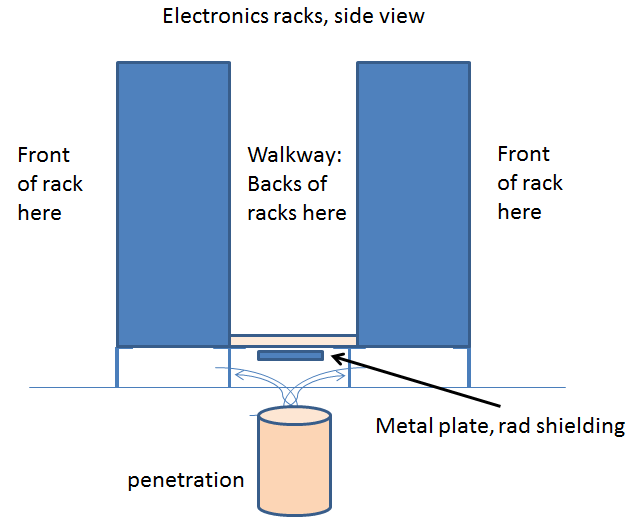 Electronics racks, side view
Front
of rack
here
Walkway:
Backs of
racks here
Front
of rack
here
Metal plate, rad shielding
penetration